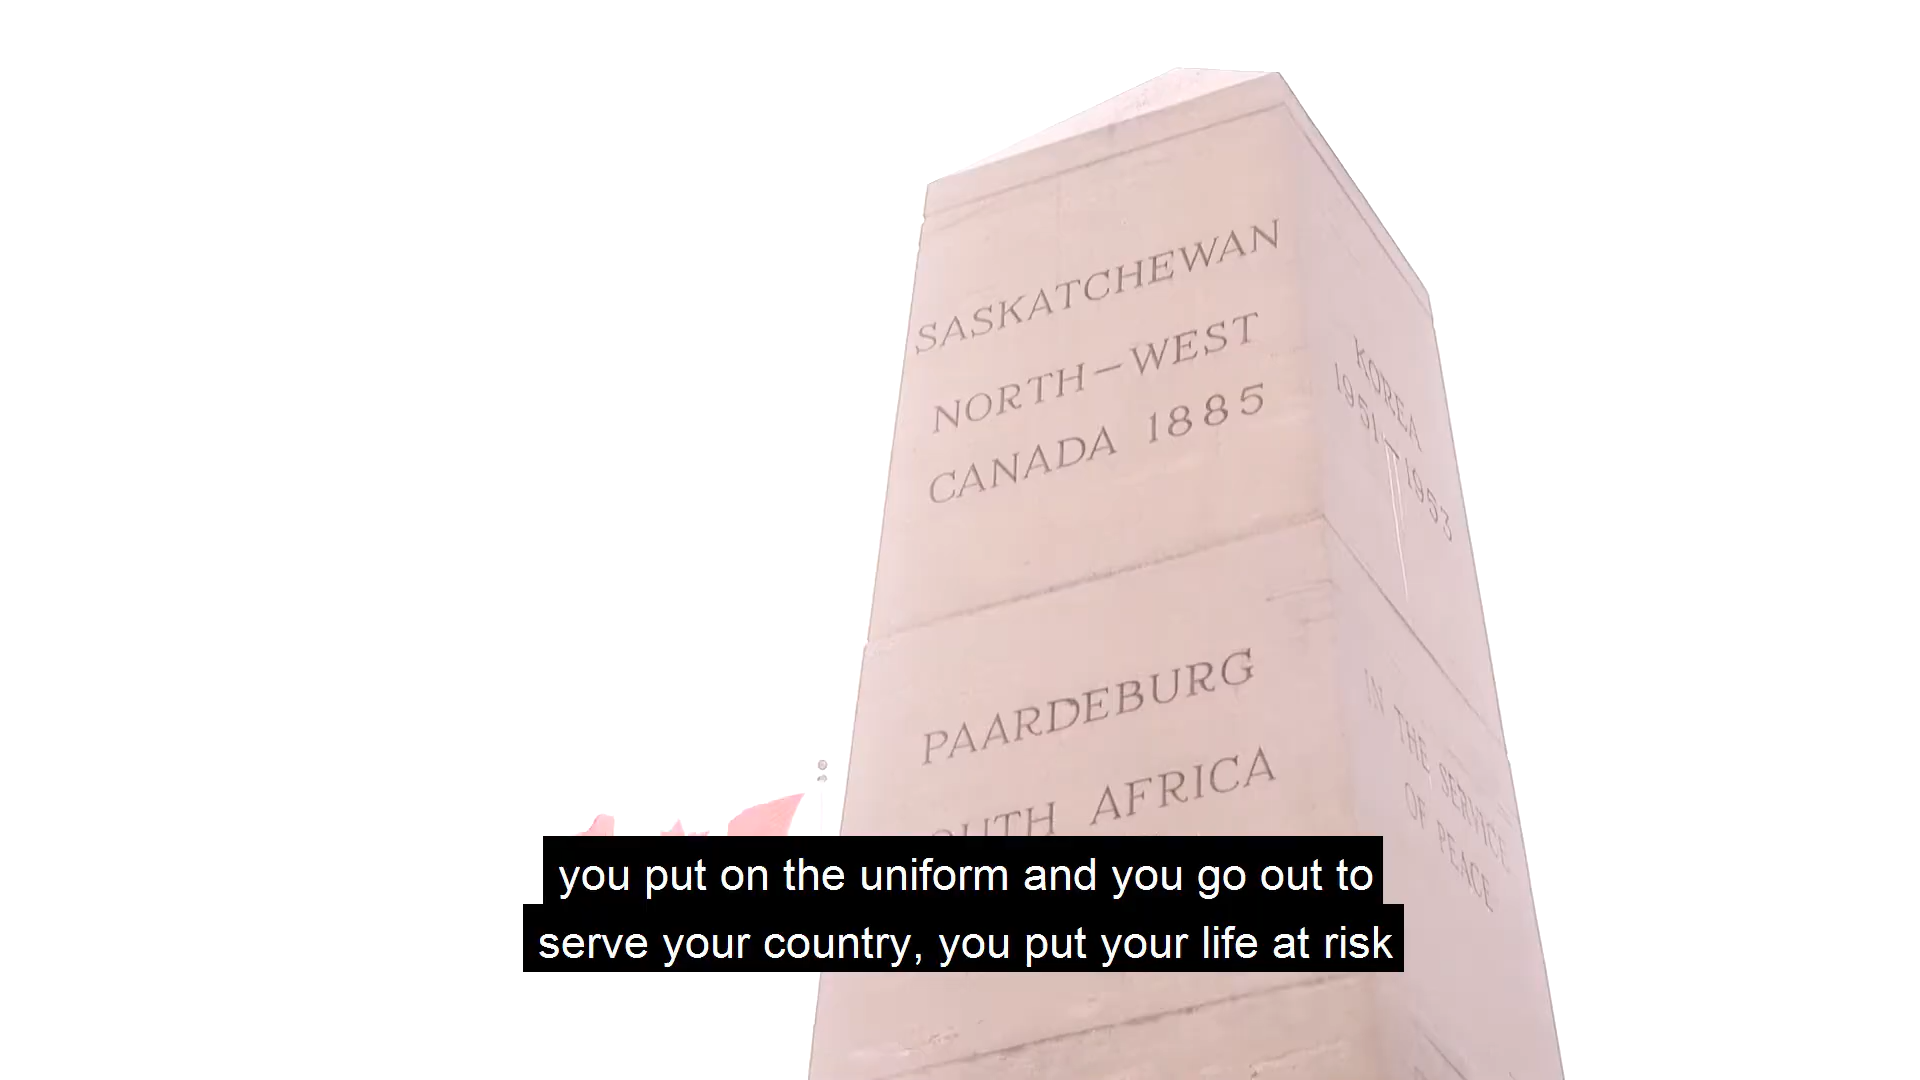 SASKATCHEWAN
NORTH-WEST
CANADA 1885
PAARDEBURG
AFRICA
KOREA
1951-1953
IN THE SERVICE
OF PEACE
you put on the uniform and you go out to
serve your country, you put your life at risk